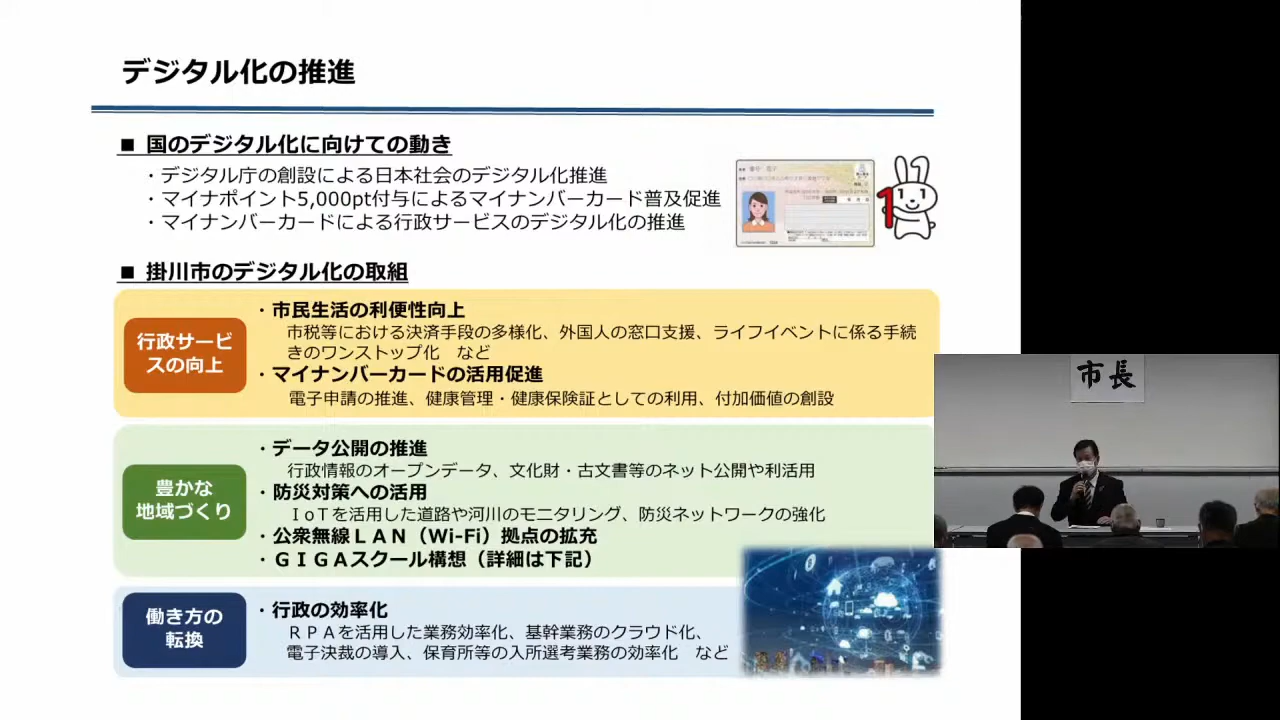 デジタル化の推進
■ 国のデジタル化に向けての動き
・デジタル庁の創設による日本社会のデジタル化推進
・マイナポイント5,000pt付与によるマイナンバーカード普及促進
・マイナンバーカードによる行政サービスのデジタル化の推進
1
■ 掛川市のデジタル化の取組
行政サービ
スの向上
・市民生活の利便性向上
市税等における決済手段の多様化、外国人の窓口支援、ライフイベントに係る手続
きのワンストップ化 など
・マイナンバーカードの活用促進
電子申請の推進、健康管理・健康保険証としての利用、付加価値の創設
市長
豊かな
地域づくり
・データ公開の推進
行政情報のオープンデータ、文化財・古文書等のネット公開や利活用
・防災対策への活用
ＩoＴを活用した道路や河川のモニタリング、防災ネットワークの強化
・公衆無線ＬＡＮ（Wi-Fi）拠点の拡充
・ＧＩＧＡスクール構想（詳細は下記）
働き方の
転換
・行政の効率化
ＲＰＡを活用した業務効率化、基幹業務のクラウド化、
電子決裁の導入、保育所等の入所選考業務の効率化 など